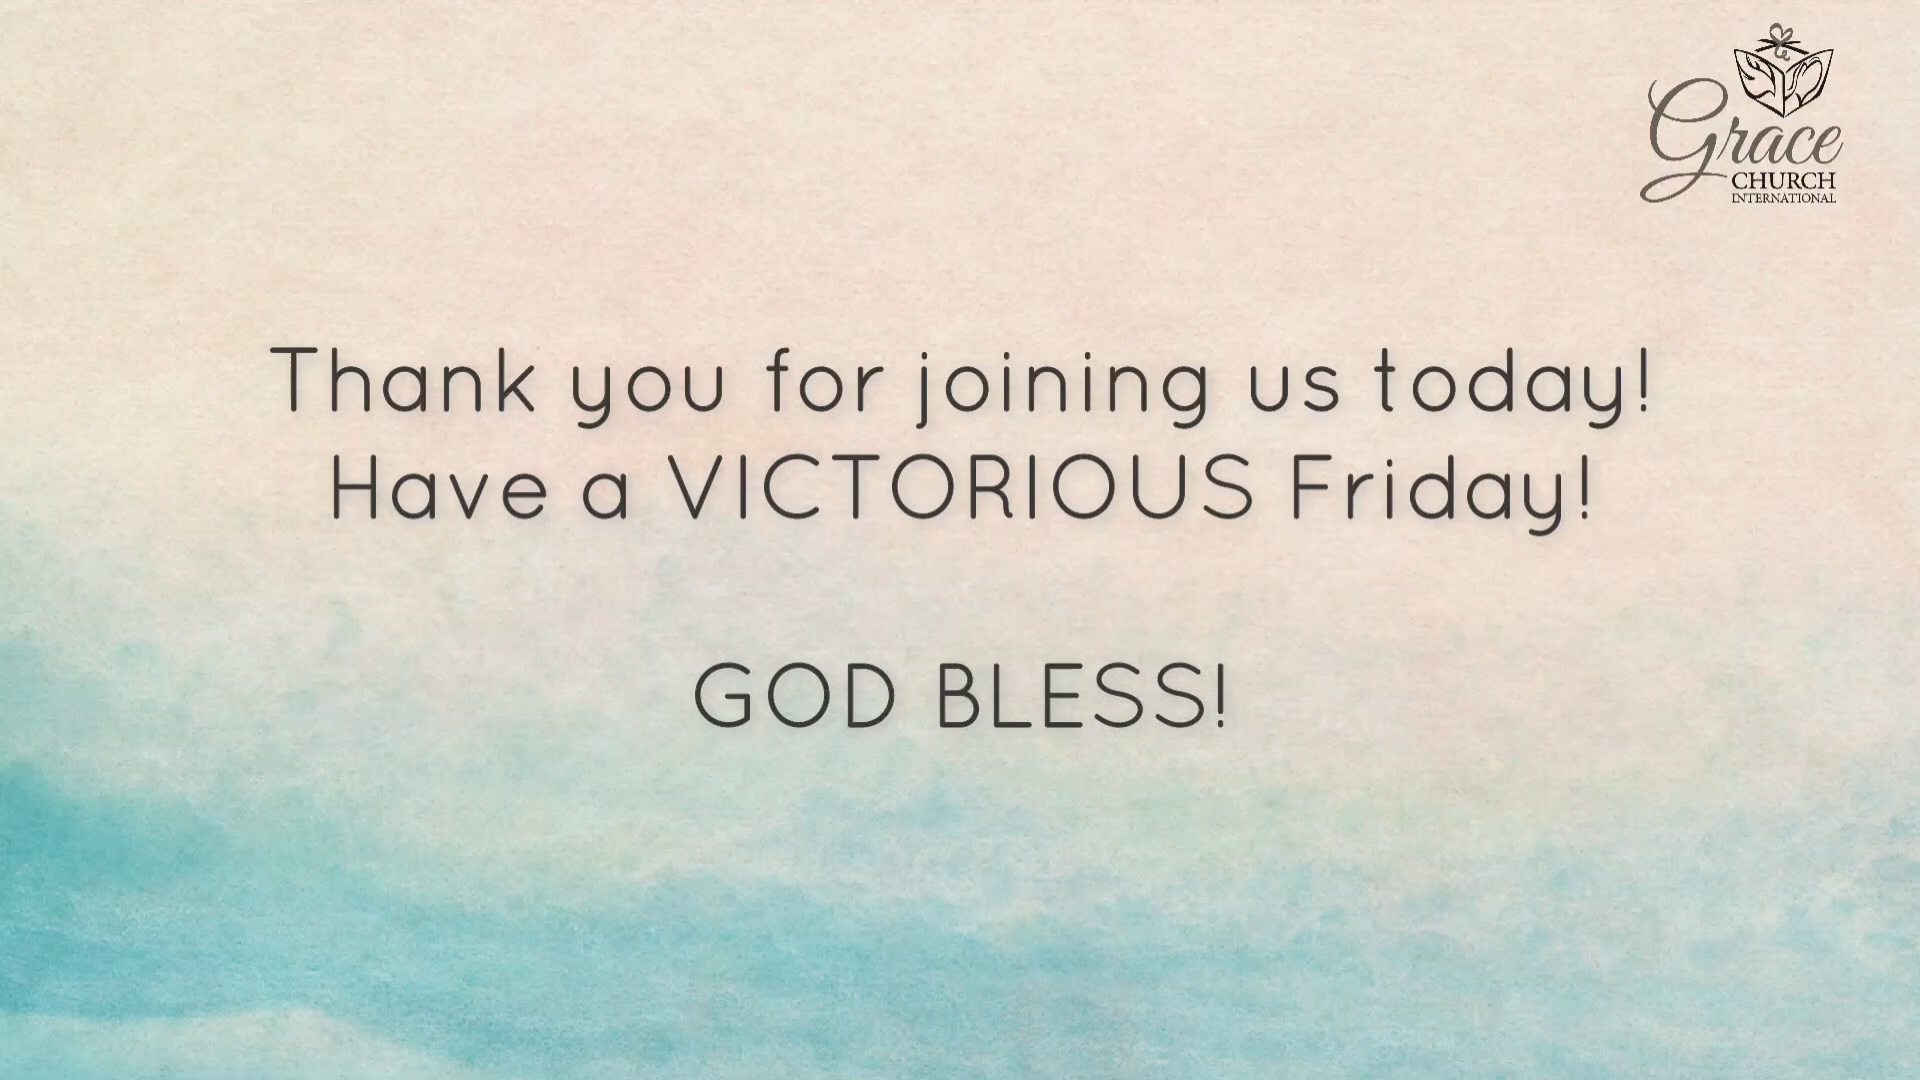 Grace
CHURCH
INTERNATIONAL
Thank you for joining us today!
Have a VICTORIOUS Friday!
GOD BLESS!